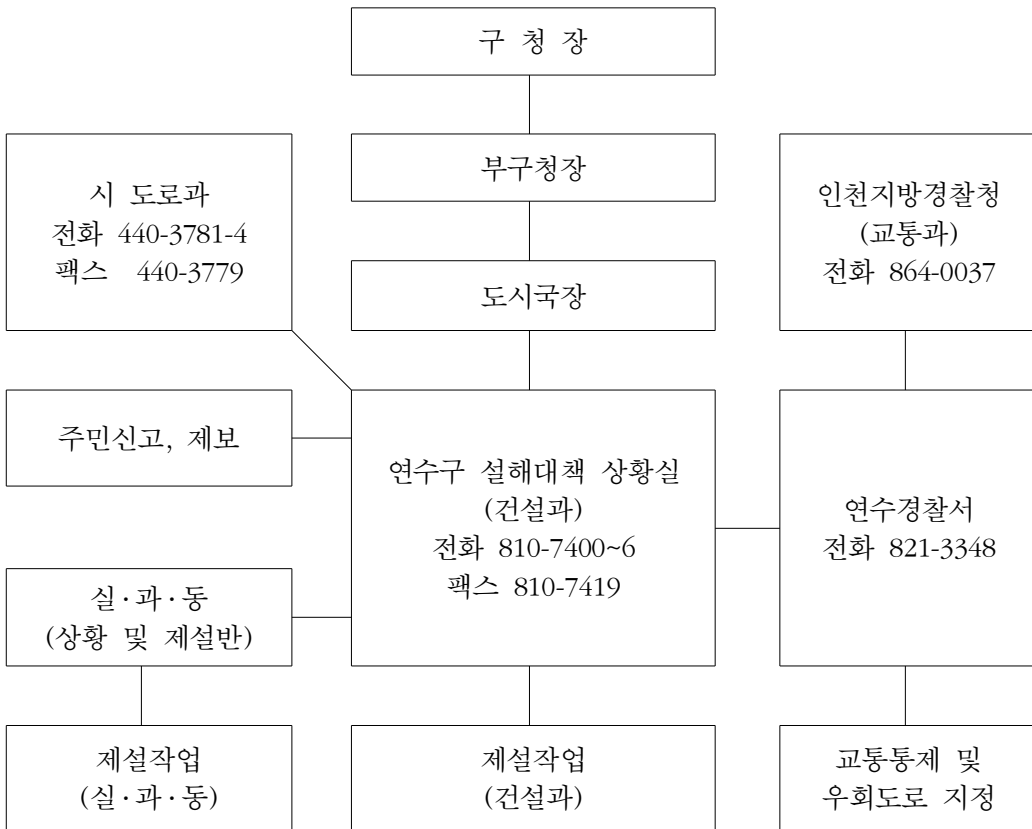 구 청 장
부구청장
시 도로과
전화 440-3781-4
팩스 440-3779
인천지방경찰청
(교통과)
전화 864-0037
도시국장
주민신고, 제보
연수구 설해대책 상황실
(건설과)
전화 810-7400~6
팩스 810-7419
연수경찰서
전화 821-3348
실·과·동
(상황 및 제설반)
제설작업
(실·과·동)
제설작업
(건설과)
교통통제 및
우회도로 지정